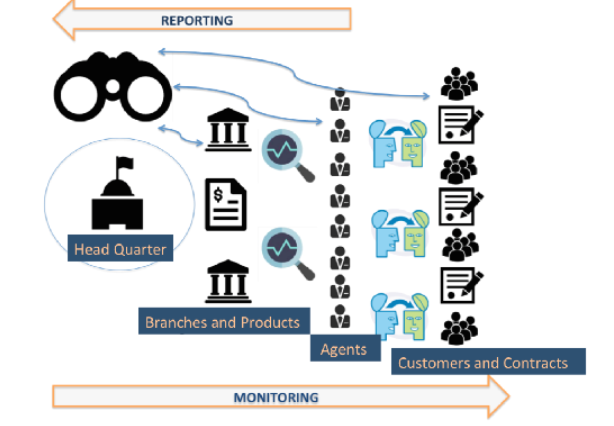 REPORTING
$
Head Quarter
Branches and Products
Agents
Customers and Contracts
MONITORING